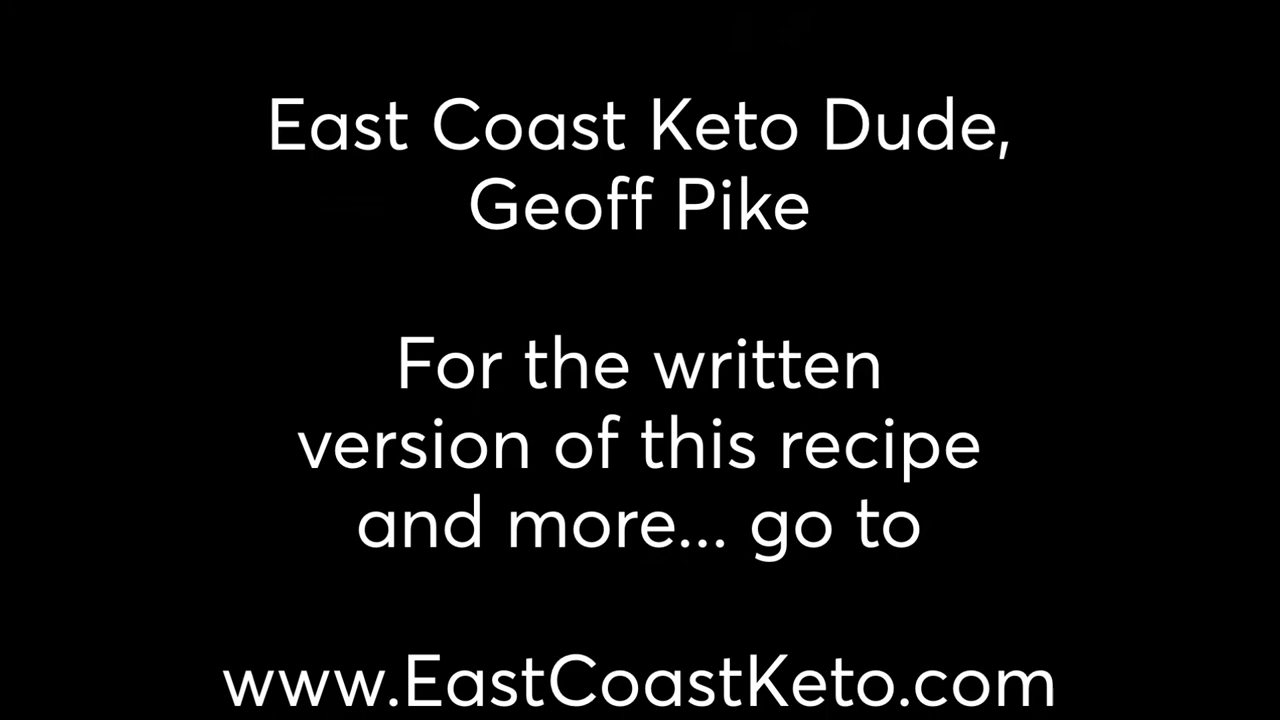 East Coast Keto Dude,
Geoff Pike
For the written
version of this recipe
and more... go to
www.EastCoastKeto.com